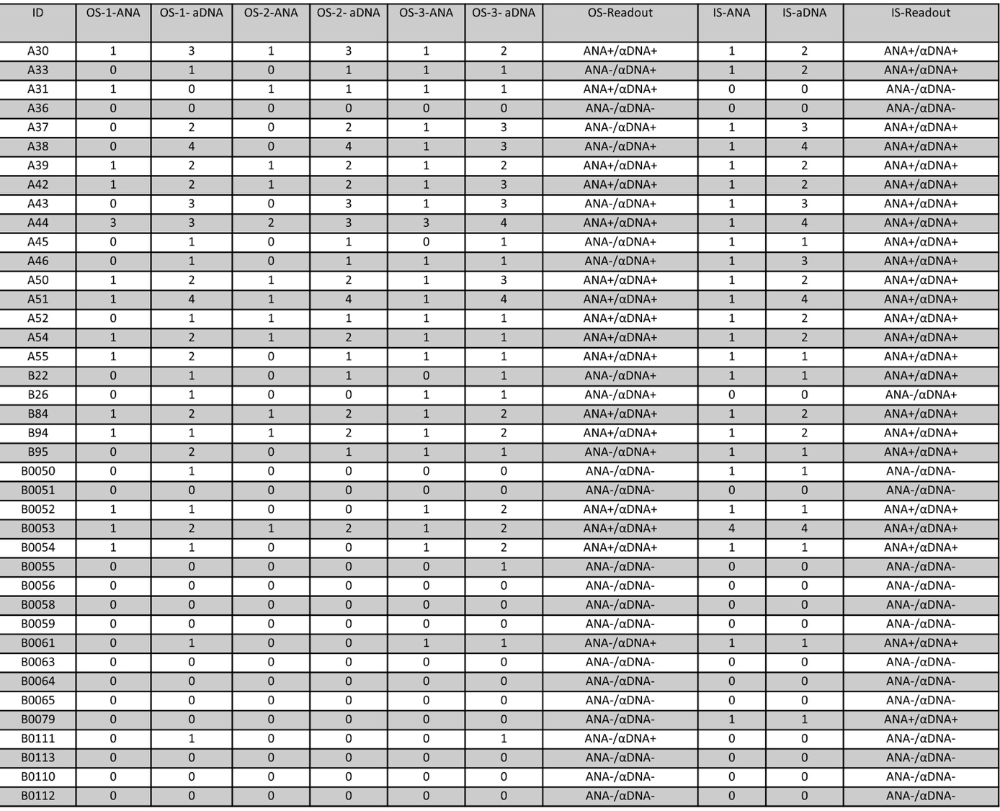 ID OS-1-ANA OS-1- aDNA OS-2-ANA OS-2- aDNA OS-3-ANA OS-3- aDNA OS-Readout IS-ANA IS-aDNA IS-Readout
A30 1 3 1 3 1 2 ANA+/αDNA+ 1 2 ANA+/αDNA+
A33 0 1 0 1 1 1 ANA-/αDNA+ 1 2 ANA+/αDNA+
A31 1 0 1 1 1 1 ANA+/αDNA+ 0 0 ANA-/αDNA-
A36 0 0 0 0 0 0 ANA-/αDNA- 0 0 ANA-/αDNA-
A37 0 2 0 2 1 3 ANA-/αDNA+ 1 3 ANA+/αDNA+
A38 0 4 0 4 1 3 ANA-/αDNA+ 1 4 ANA+/αDNA+
A39 1 2 1 2 1 2 ANA+/αDNA+ 1 2 ANA+/αDNA+
A42 1 2 1 2 1 3 ANA+/αDNA+ 1 2 ANA+/αDNA+
A43 0 3 0 3 1 3 ANA-/αDNA+ 1 3 ANA+/αDNA+
A44 3 3 2 3 3 4 ANA+/αDNA+ 1 4 ANA+/αDNA+
A45 0 1 0 1 0 1 ANA-/αDNA+ 1 1 ANA+/αDNA+
A46 0 1 0 1 1 1 ANA-/αDNA+ 1 3 ANA+/αDNA+
A50 1 2 1 2 1 3 ANA+/αDNA+ 1 2 ANA+/αDNA+
A51 1 4 1 4 1 4 ANA+/αDNA+ 1 4 ANA+/αDNA+
A52 0 1 1 1 1 1 ANA+/αDNA+ 1 2 ANA+/αDNA+
A54 1 2 1 2 1 1 ANA+/αDNA+ 1 2 ANA+/αDNA+
A55 1 2 0 1 1 1 ANA+/αDNA+ 1 1 ANA+/αDNA+
B22 0 1 0 1 0 1 ANA-/αDNA+ 1 1 ANA+/αDNA+
B26 0 1 0 0 1 1 ANA-/αDNA+ 0 0 ANA-/αDNA+
B84 1 2 1 2 1 2 ANA+/αDNA+ 1 2 ANA+/αDNA+
B94 1 1 1 2 1 2 ANA+/αDNA+ 1 2 ANA+/αDNA+
B95 0 2 0 1 1 1 ANA-/αDNA+ 1 1 ANA+/αDNA+
B0050 0 1 0 0 0 0 ANA-/αDNA- 1 1 ANA-/αDNA-
B0051 0 0 0 0 0 0 ANA-/αDNA- 0 0 ANA-/αDNA-
B0052 1 1 0 0 1 2 ANA+/αDNA+ 1 1 ANA+/αDNA+
B0053 1 2 1 2 1 2 ANA+/αDNA+ 4 4 ANA+/αDNA+
B0054 1 1 0 0 1 2 ANA+/αDNA+ 1 1 ANA+/αDNA+
B0055 0 0 0 0 0 1 ANA-/αDNA- 0 0 ANA-/αDNA-
B0056 0 0 0 0 0 0 ANA-/αDNA- 0 0 ANA-/αDNA-
B0058 0 0 0 0 0 0 ANA-/αDNA- 0 0 ANA-/αDNA-
B0059 0 0 0 0 0 0 ANA-/αDNA- 0 0 ANA-/αDNA-
B0061 0 1 0 0 1 1 ANA-/αDNA+ 1 1 ANA+/αDNA+
B0063 0 0 0 0 0 0 ANA-/αDNA- 0 0 ANA-/αDNA-
B0064 0 0 0 0 0 0 ANA-/αDNA- 0 0 ANA-/αDNA-
B0065 0 0 0 0 0 0 ANA-/αDNA- 0 0 ANA-/αDNA-
B0079 0 0 0 0 0 0 ANA-/αDNA- 1 1 ANA+/αDNA+
B0111 0 1 0 0 0 1 ANA-/αDNA+ 0 0 ANA-/αDNA-
B0113 0 0 0 0 0 0 ANA-/αDNA- 0 0 ANA-/αDNA-
B0110 0 0 0 0 0 0 ANA-/αDNA- 0 0 ANA-/αDNA-
B0112 0 0 0 0 0 0 ANA-/αDNA- 0 0 ANA-/αDNA-